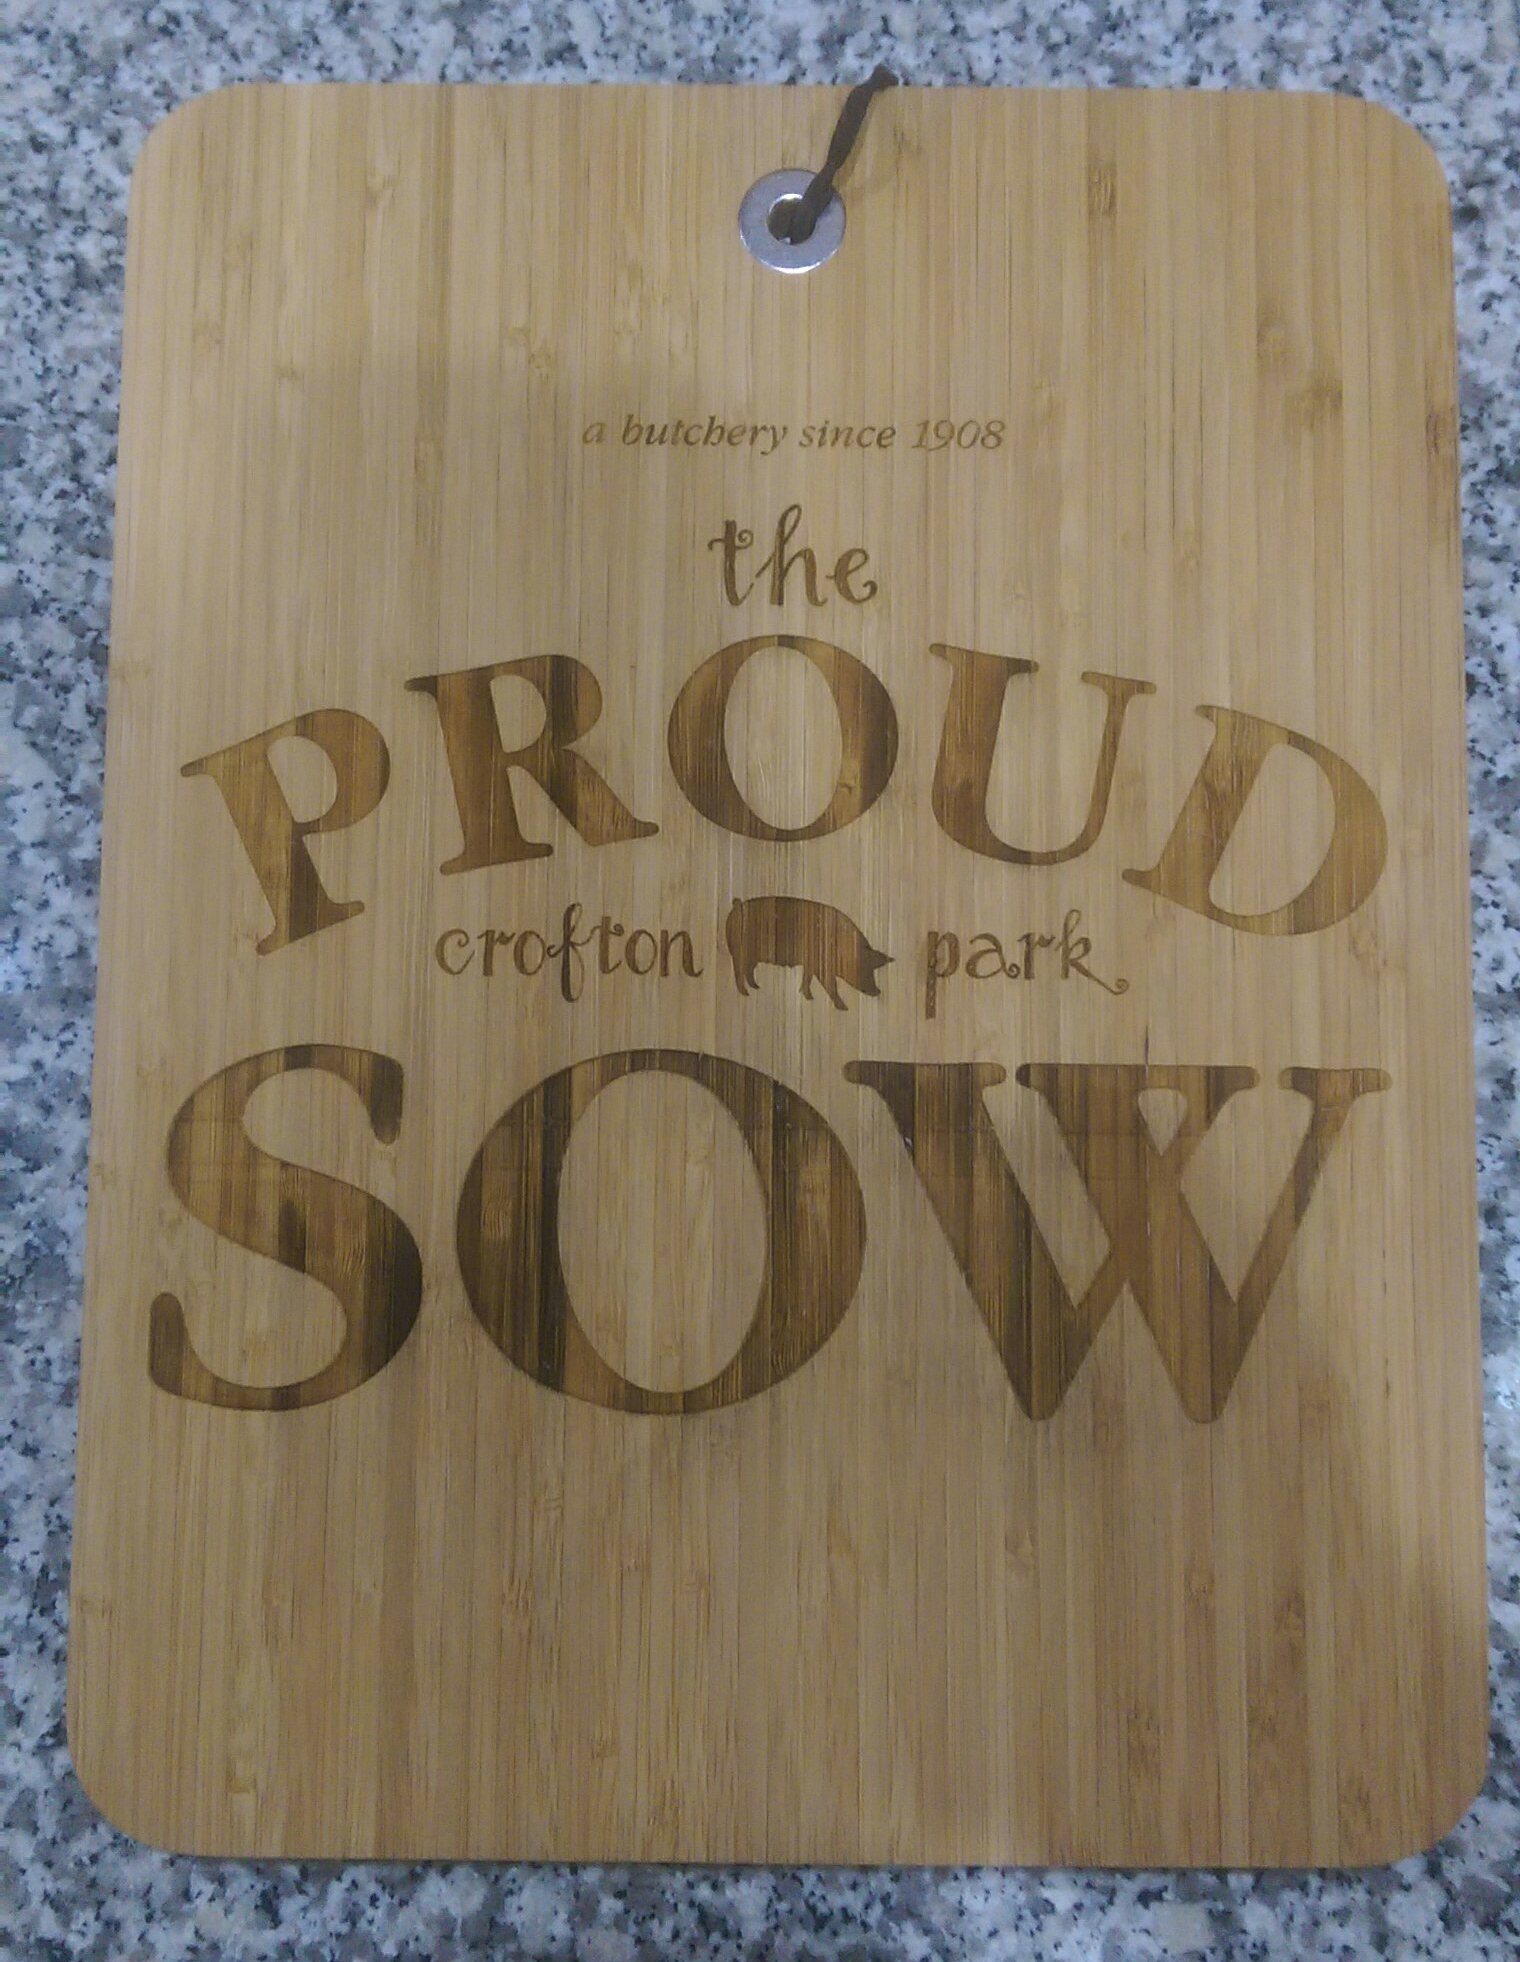 a butchery since 1908
the
PROUD
crofton park
SOW